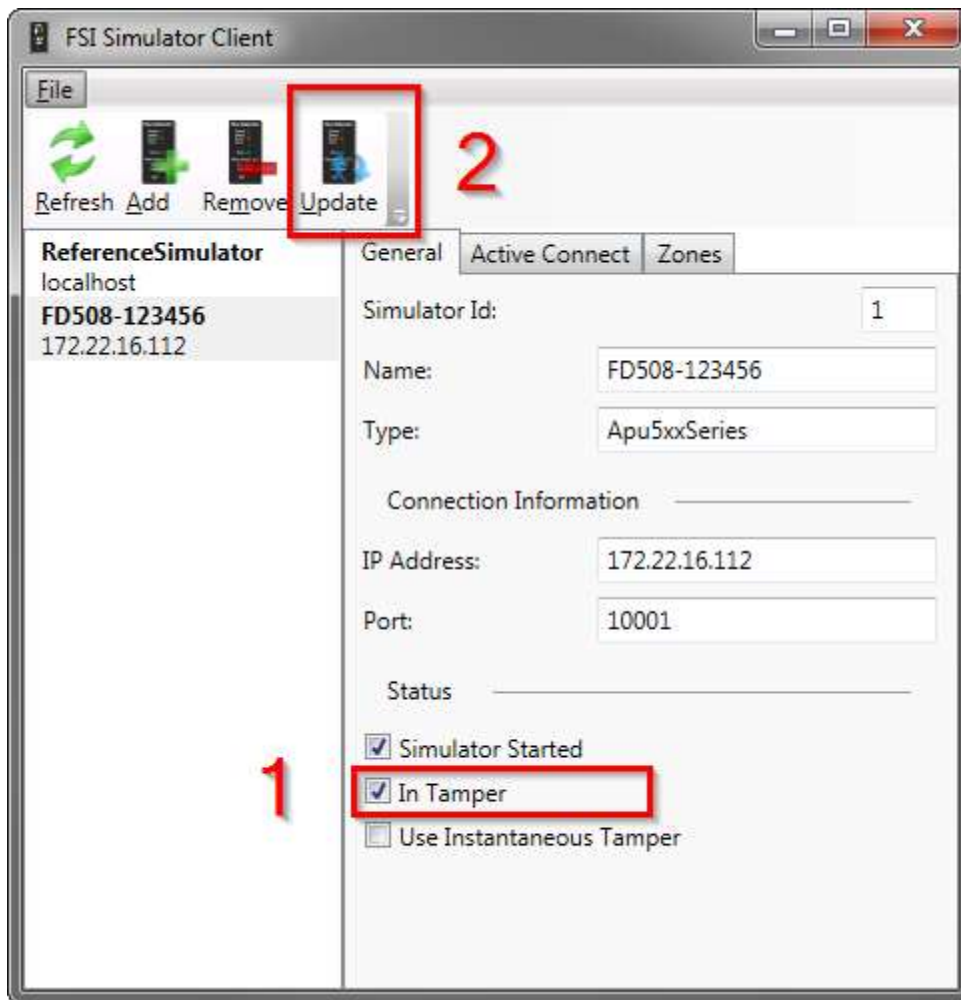 FSI Simulator Client
File
Refresh Add Remove Update
2
ReferenceSimulator
localhost
FD508-123456
172.22.16.112
General Active Connect Zones
Simulator Id: 1
Name: FD508-123456
Type: Apu5xxSeries
Connection Information
IP Address: 172.22.16.112
Port: 10001
Status
Simulator Started
1 In Tamper
Use Instantaneous Tamper